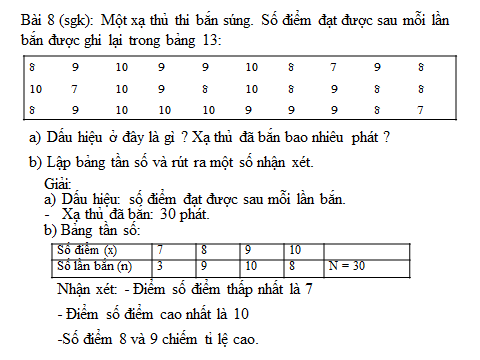 Bài 8 (sgk): Một xạ thủ thi bắn súng. Số điểm đạt được sau mỗi lần
bắn được ghi lại trong bảng 13:
8 9 10 9 9 10 8 7 9 8
10 7 10 9 8 10 8 9 8 8
8 9 10 10 10 9 9 9 8 7
a) Dấu hiệu ở đây là gì ? Xạ thủ đã bắn bao nhiêu phát ?
b) Lập bảng tần số và rút ra một số nhận xét.
Giải:
a) Dấu hiệu: số điểm đạt được sau mỗi lần bắn.
- Xạ thủ đã bắn: 30 phát.
b) Bảng tần số:
Số điểm (x) 7 8 9 10
Số lần bắn (n) 3 9 10 8 N = 30
Nhận xét: - Điểm số điểm thấp nhất là 7
- Điểm số điểm cao nhất là 10
-Số điểm 8 và 9 chiếm tỉ lệ cao.